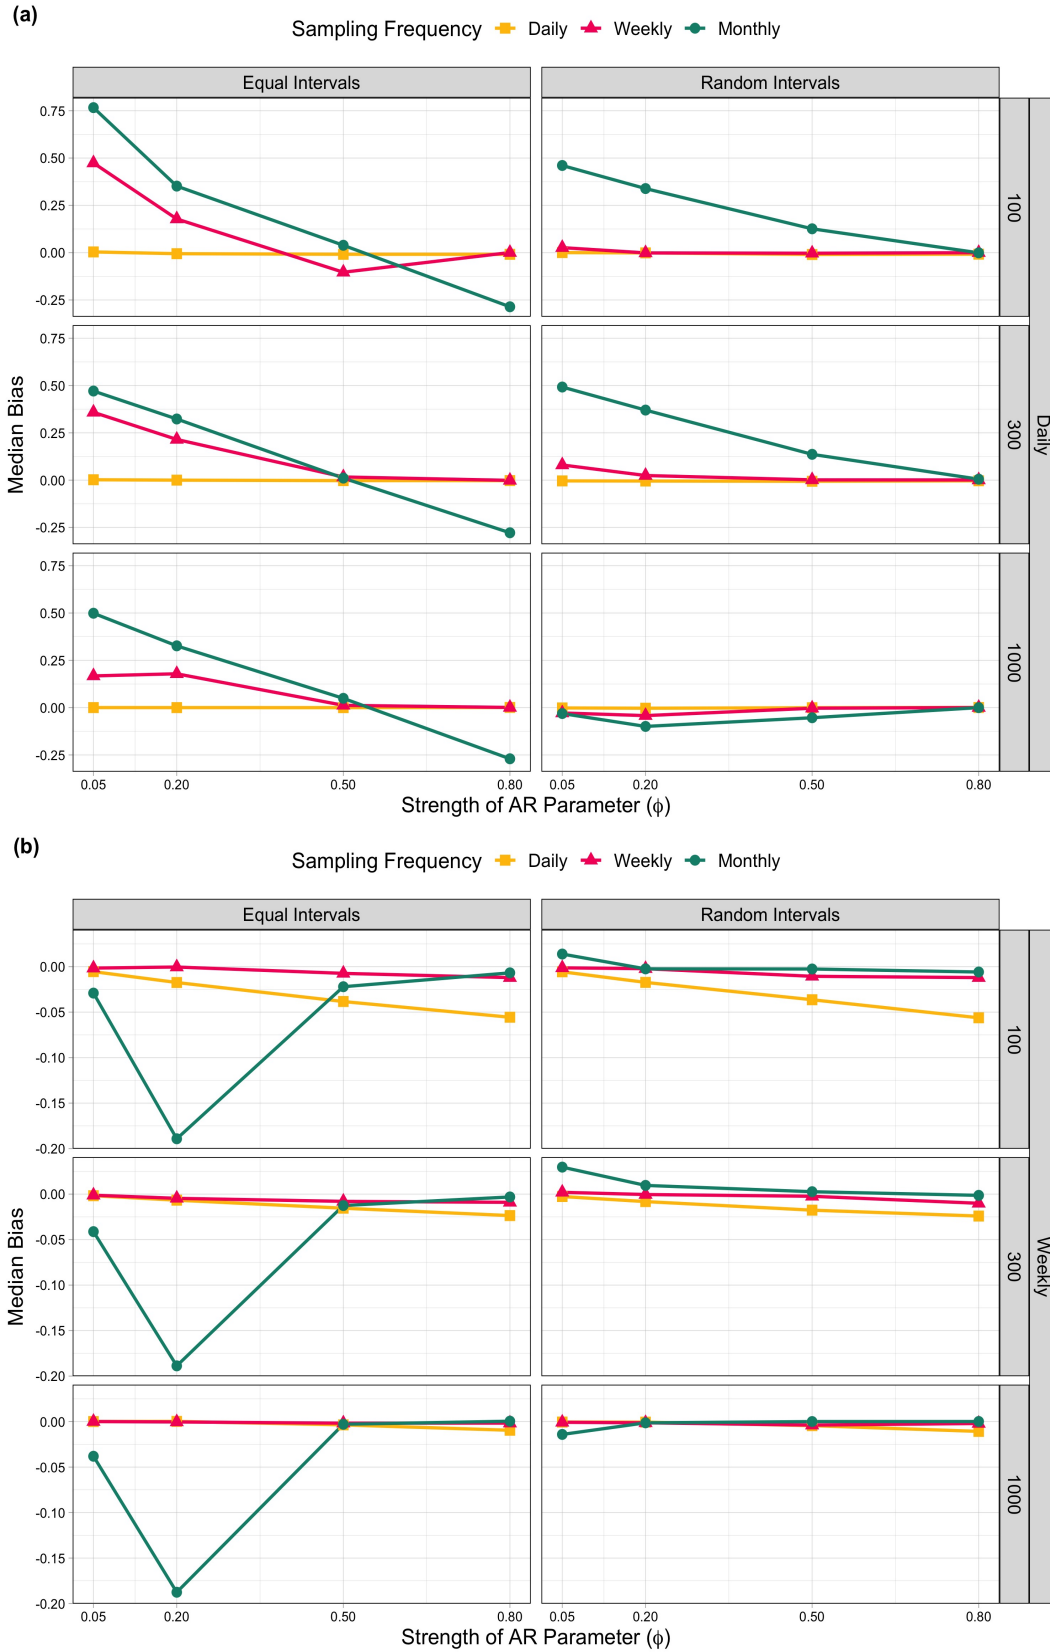 (a)
Sampling Frequency Daily Weekly Monthly
Equal Intervals Random Intervals
0.75
0.50
0.25
0.00
-0.25
100
0.75
0.50
0.25
0.00
-0.25
300
0.75
0.50
0.25
0.00
-0.25
1000
Daily
Median Bias
0.05 0.20 0.50 0.80 0.05 0.20 0.50 0.80
Strength of AR Parameter (ϕ)
(b)
Sampling Frequency Daily Weekly Monthly
Equal Intervals Random Intervals
0.00
-0.05
-0.10
-0.15
-0.20
100
0.00
-0.05
-0.10
-0.15
-0.20
300
0.00
-0.05
-0.10
-0.15
-0.20
1000
Weekly
Median Bias
0.05 0.20 0.50 0.80 0.05 0.20 0.50 0.80
Strength of AR Parameter (ϕ)